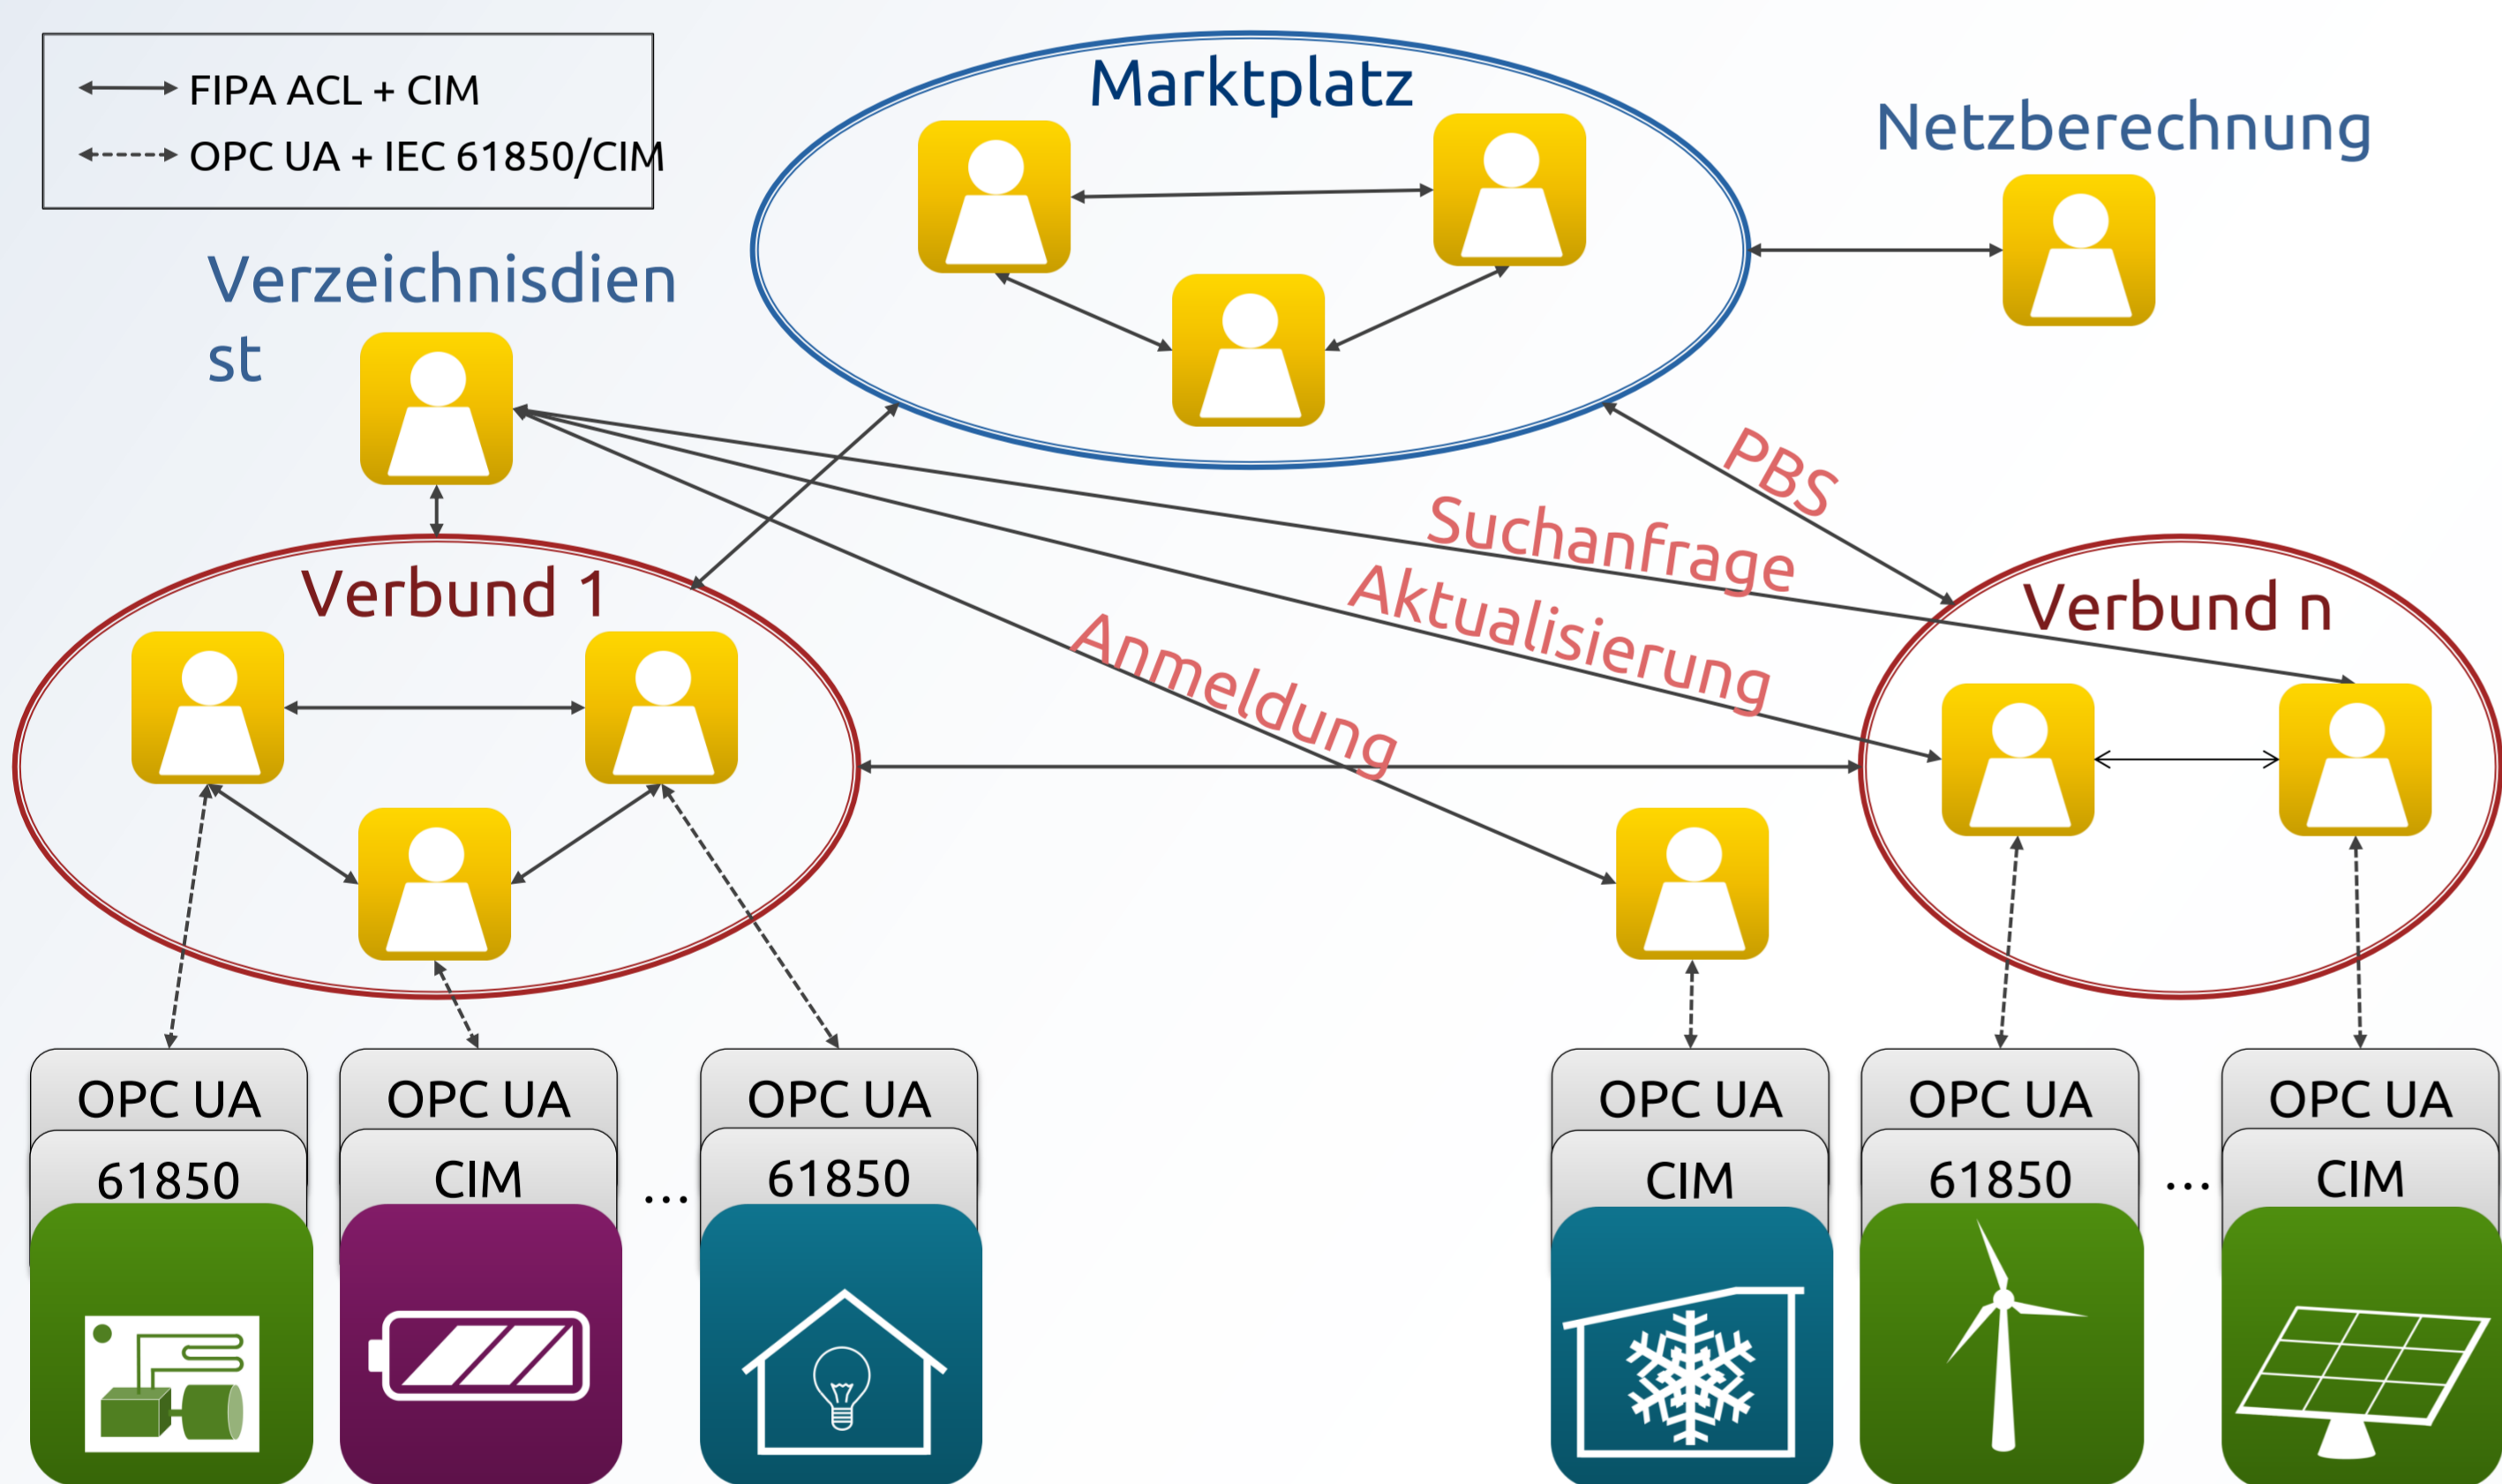 FIPA ACL + CIM
OPC UA + IEC 61850/CIM
Marktplatz
Netzberechnung
Verzeichnisdien
st
PBS
Suchanfrage
Aktualisierung
Anmeldung
Verbund 1
Verbund n
OPC UA
61850
OPC UA
CIM
...
OPC UA
61850
OPC UA
CIM
OPC UA
61850
...
OPC UA
CIM